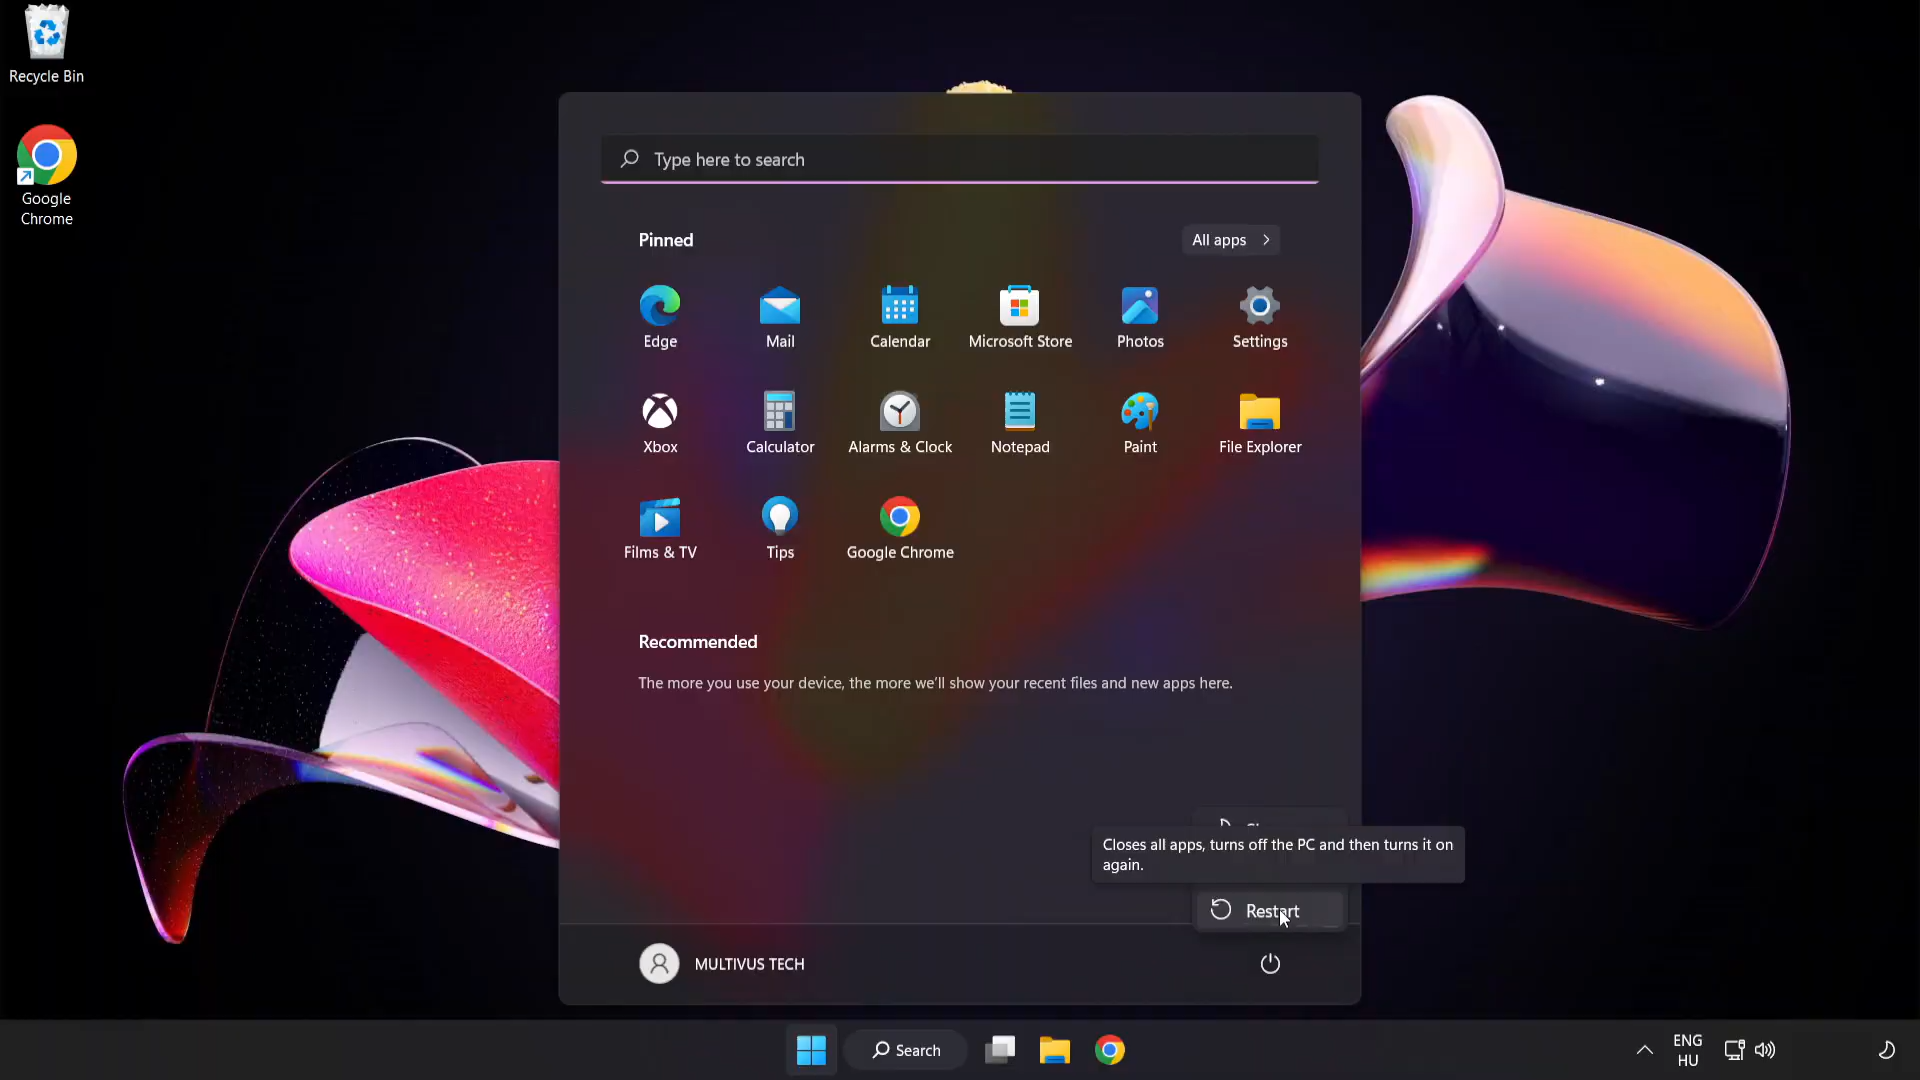 Recycle Bin
Google
Chrome
Type here to search
Pinned
All apps
Edge
Mail
Calendar
Microsoft Store
Photos
Settings
Xbox
Calculator
Alarms & Clock
Notepad
Paint
File Explorer
Films & TV
Tips
Google Chrome
Recommended
The more you use your device, the more we'll show your recent files and new apps here.
Closes all apps, turns off the PC and then turns it on
again.
Restart
MULTIVUS TECH
Search
ENG
HU